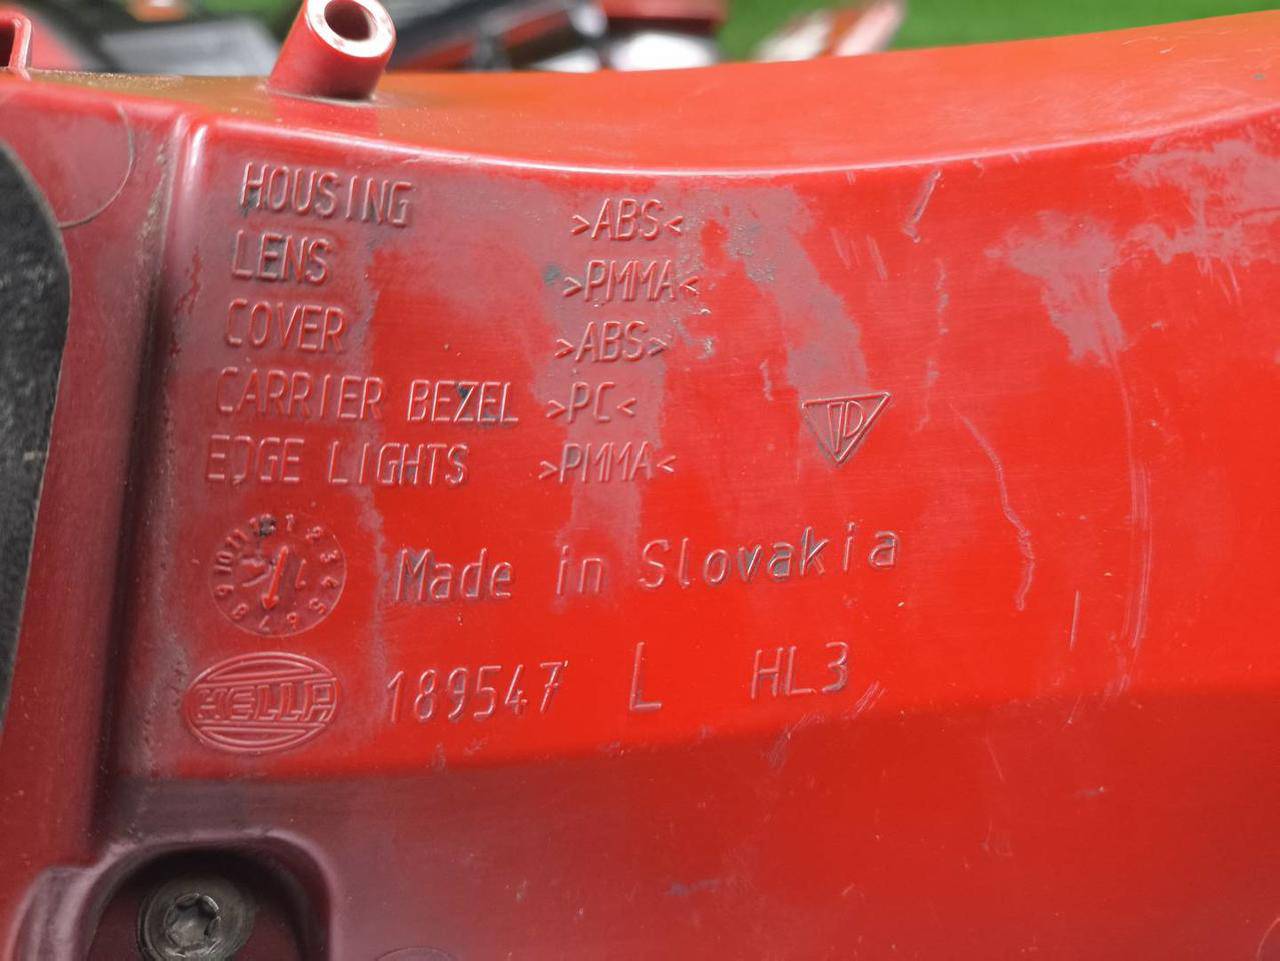 HOUSING >ABS<
LENS >PMMA<
COVER >ABS>
CARRIER BEZEL >PC<
EDGE LIGHTS >PMMA<
Made in Slovakia
HELLA 189547 L HL3